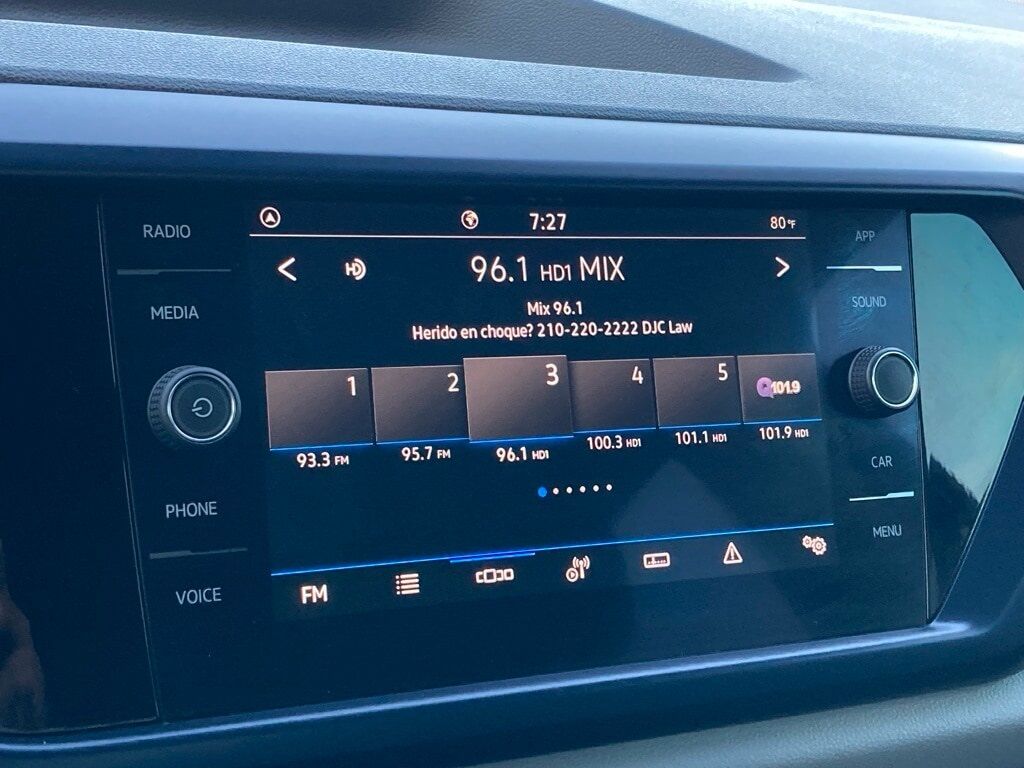 RADIO
MEDIA
PHONE
VOICE
7:27
80°F
HD
96.1 HD1 MIX
Mix 96.1
Herido en choque? 210-220-2222 DJC Law
1
2
3
4
5
Q101.9
93.3 FM
95.7 FM
96.1 HD1
100.3 HD1
101.1 HD1
101.9 HD1
FM
APP
SOUND
CAR
MENU